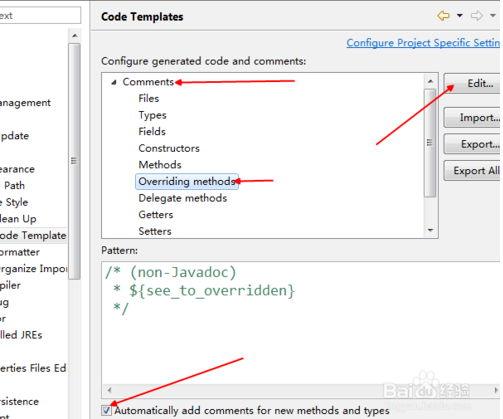 ext
anagement
pdate
earance
Path
e Style
lean Up
ode Template
ormatter
rganize Impor
piler
ug
or
lled JREs
erties Files Ed
rsistence
pt
Code Templates
Configure Project Specific Settin
Configure generated code and comments:
Comments
Files
Types
Fields
Constructors
Methods
Overriding methods
Delegate methods
Getters
Setters
Edit...
Import...
Export...
Export All
Pattern:
/* (non-Javadoc)
* ${see_to_overridden}
*/
Automatically add comments for new methods and types
Baidu 经验